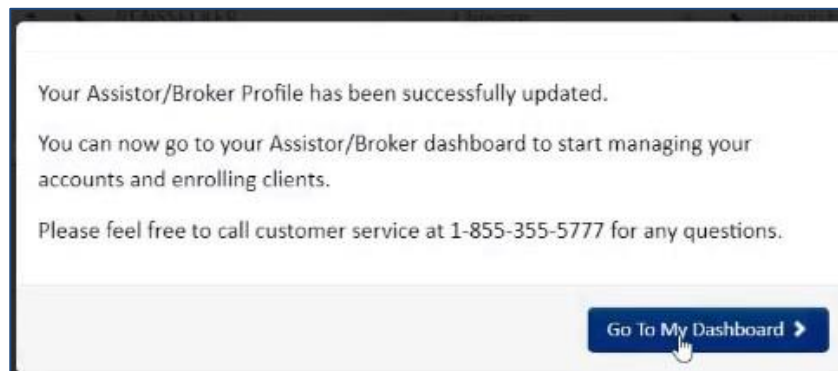 Your Assistor/Broker Profile has been successfully updated.
You can now go to your Assistor/Broker dashboard to start managing your
accounts and enrolling clients.
Please feel free to call customer service at 1-855-355-5777 for any questions.
Go To My Dashboard